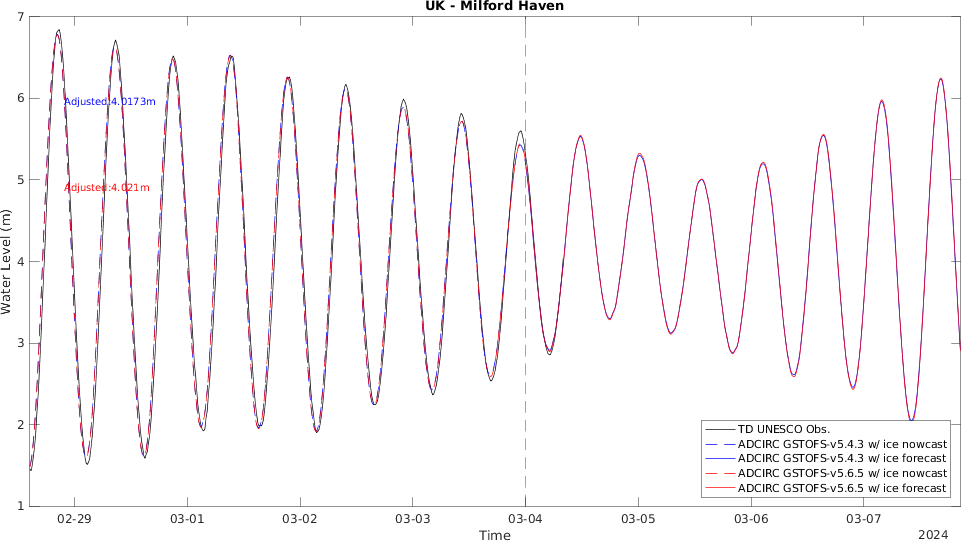 UK - Milford Haven
7
6
5
4
3
2
1
Water Level (m)
Adjusted:4.0173m
Adjusted:4.021m
TD UNESCO Obs.
ADCIRC GSTOFS-v5.4.3 w/ ice nowcast
ADCIRC GSTOFS-v5.4.3 w/ ice forecast
ADCIRC GSTOFS-v5.6.5 w/ ice nowcast
ADCIRC GSTOFS-v5.6.5 w/ ice forecast
02-29 03-01 03-02 03-03 03-04 03-05 03-06 03-07
Time
2024